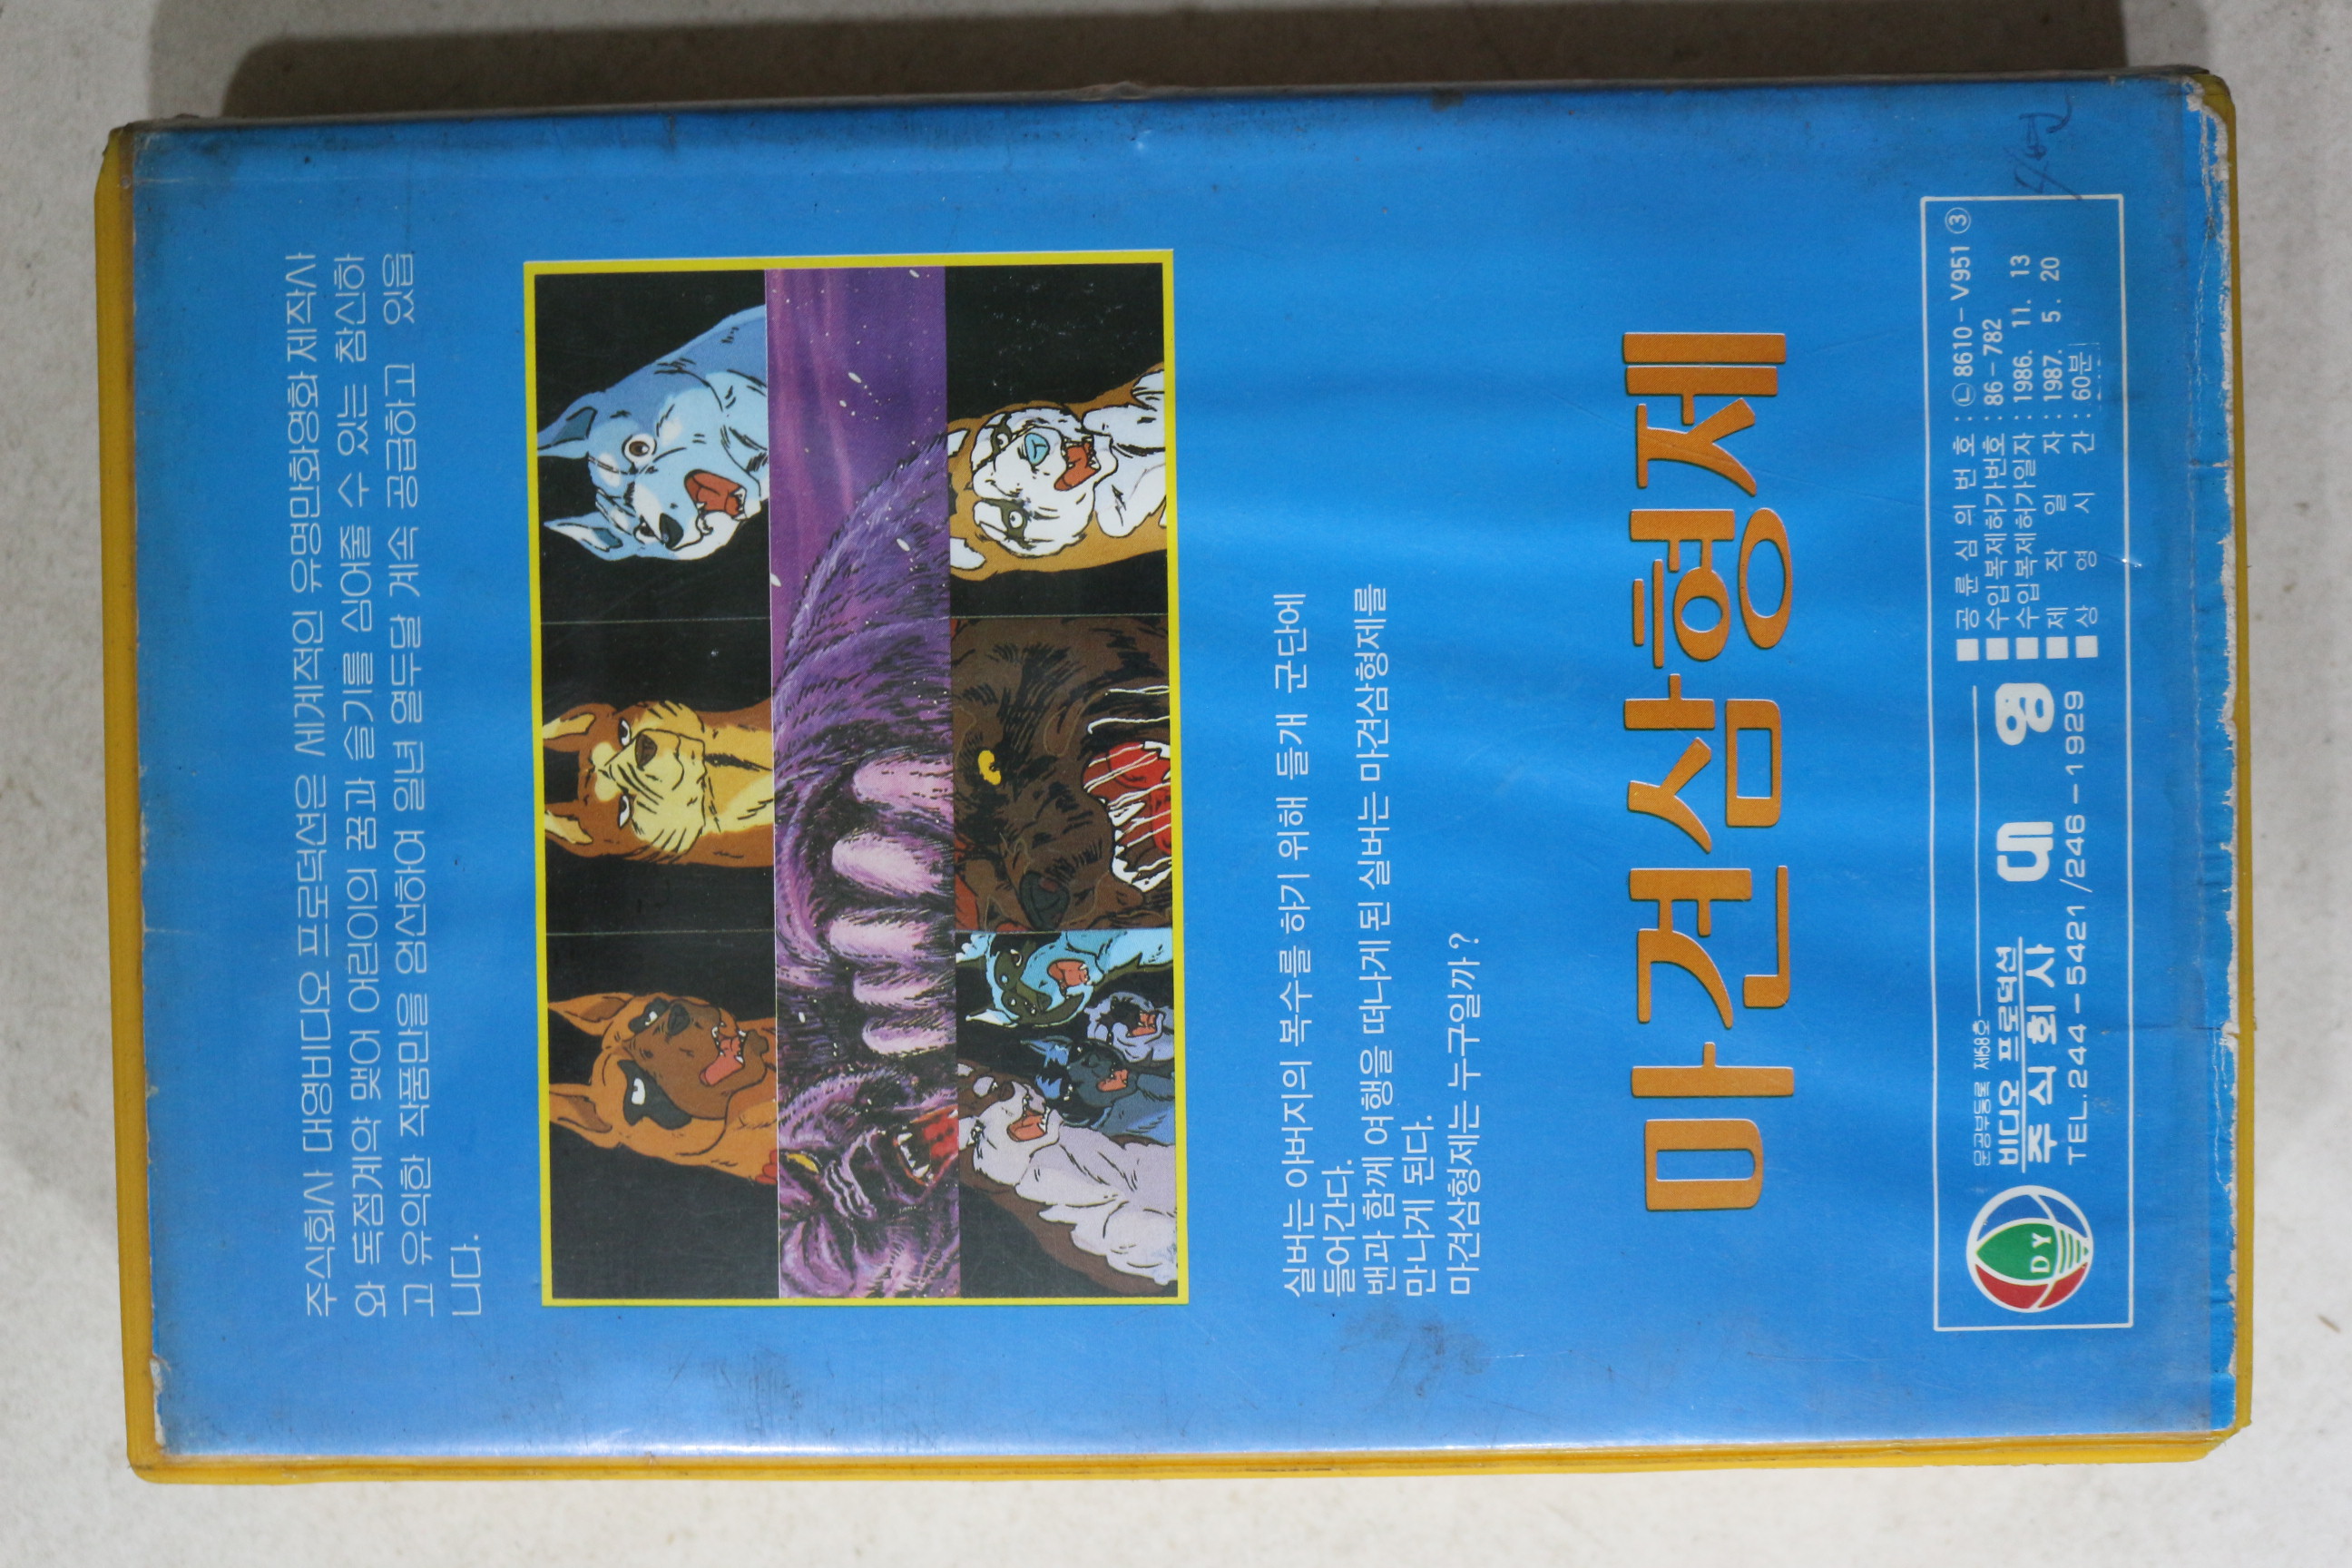 주식회사 대영비디오 프로덕션은 세계적인 유명만화영화 제작사
와 독점계약 맺어 어린이의 꿈과 슬기를 심어줄 수 있는 참신하
고 유익한 작품만을 엄선하여 일년 열두달 계속 공급하고 있읍
니다.
실버는 아버지의 복수를 하기 위해 들개 군단에
들어간다.
밴과 함께 여행을 떠나게 된 실버는 마견삼형제를
만나게 된다.
마견삼형제는 누구일까?
마견삼형제
DY
문공부등록 제68호
비디오 프로덕션
주식회사 대영
TEL.244-5421/246-1929
공륜심의번호 : ㉡ 8610-V951 ③
수입복제허가번호 : 86-782
수입복제허가일자 : 1986. 11. 13
제작일자 : 1987. 5. 20
상영시간 : 60분